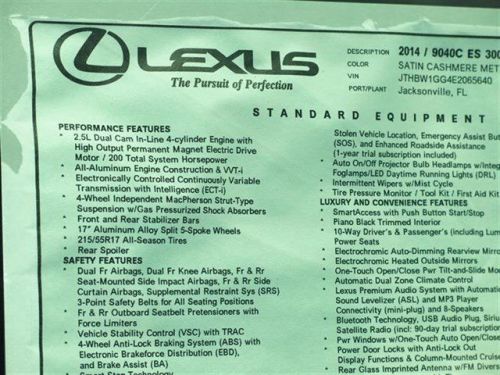 LEXUS
The Pursuit of Perfection
DESCRIPTION 2014 / 9040C ES 300
COLOR SATIN CASHMERE MET
VIN JTHBW1GG4E2065640
PORT/PLANT Jacksonville, FL
STANDARD EQUIPMENT
PERFORMANCE FEATURES
* 2.5L Dual Cam In-Line 4-cylinder Engine with
High Output Permanent Magnet Electric Drive
Motor / 200 Total System Horsepower
* All-Aluminum Engine Construction & VVT-i
* Electronically Controlled Continuously Variable
Transmission with Intelligence (ECT-i)
* 4-Wheel Independent MacPherson Strut-Type
Suspension w/Gas Pressurized Shock Absorbers
* Front and Rear Stabilizer Bars
* 17" Aluminum Alloy Split 5-Spoke Wheels
* 215/55R17 All-Season Tires
* Rear Spoiler
SAFETY FEATURES
* Dual Fr Airbags, Dual Fr Knee Airbags, Fr & Rr
Seat-Mounted Side Impact Airbags, Fr & Rr Side
Curtain Airbags, Supplemental Restraint Sys (SRS)
* 3-Point Safety Belts for All Seating Positions
* Fr & Rr Outboard Seatbelt Pretensioners with
Force Limiters
* Vehicle Stability Control (VSC) with TRAC
* 4-Wheel Anti-Lock Braking System (ABS) with
Electronic Brakeforce Distribution (EBD),
and Brake Assist (BA)
* Smart Stop Technology
Stolen Vehicle Location, Emergency Assist But
(SOS), and Enhanced Roadside Assistance
(1-year trial subscription included)
* Auto On/Off Projector Bulb Headlamps w/Integ
* Foglamps/LED Daytime Running Lights (DRL)
* Intermittent Wipers w/Mist Cycle
* Tire Pressure Monitor / Tool Kit / First Aid Kit
LUXURY AND CONVENIENCE FEATURES
* SmartAccess with Push Button Start/Stop
* Piano Black Trimmed Interior
* 10-Way Driver's & Passenger's (including Lum
Power Seats
* Electrochromic Auto-Dimming Rearview Mirro
* Electrochromic Heated Outside Mirrors
* One-Touch Open/Close Pwr Tilt-and-Slide Mo
* Automatic Dual Zone Climate Control
* Lexus Premium Audio System with Automatic
Sound Levelizer (ASL) and MP3 Player
Connectivity (mini-plug) and 8-Speakers
* Bluetooth Technology, USB Audio Plug, Sirius
Satellite Radio (incl: 90-day trial subscription
* Pwr Windows w/One-Touch Auto Open/Close
* Power Door Locks with Anti-Lock Out
* Display Functions & Column-Mounted Cruise
* Rear Glass Imprinted Antenna w/FM Diversi